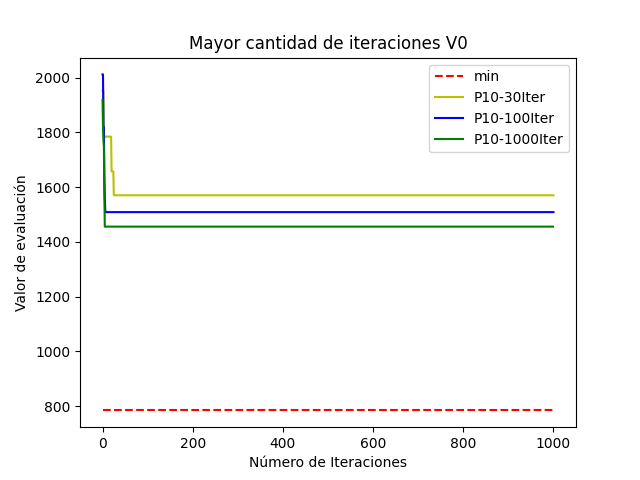 Mayor cantidad de iteraciones V0
min
P10-30Iter
P10-100Iter
P10-1000Iter
Valor de evaluación
2000
1800
1600
1400
1200
1000
800
0 200 400 600 800 1000
Número de Iteraciones